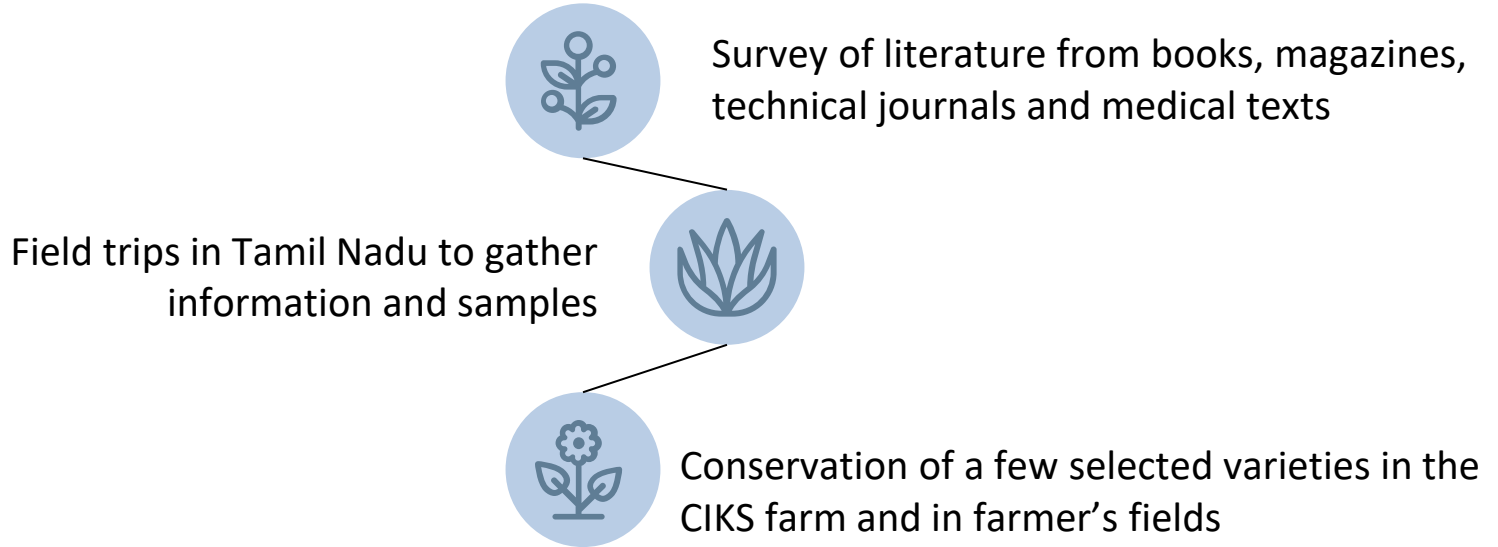 Survey of literature from books, magazines,
technical journals and medical texts
Field trips in Tamil Nadu to gather
information and samples
Conservation of a few selected varieties in the
CIKS farm and in farmer’s fields